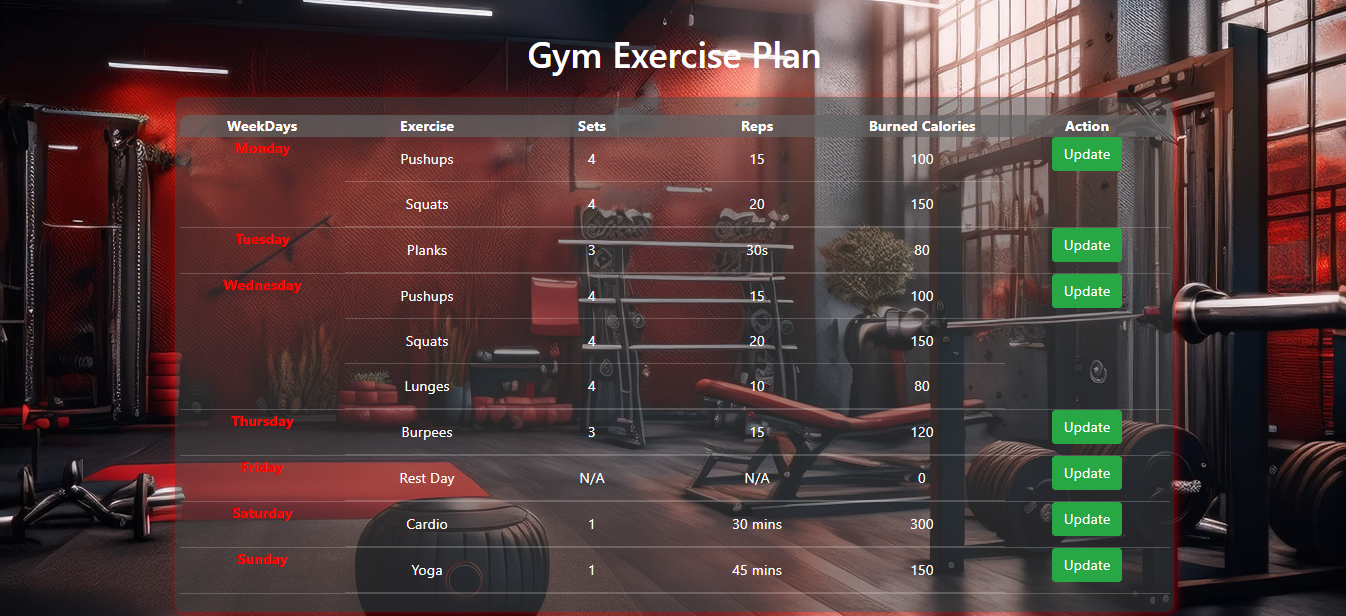 Gym Exercise Plan
WeekDays Exercise Sets Reps Burned Calories Action
Monday Pushups 4 15 100 Update
Squats 4 20 150
Tuesday Planks 3 30s 80 Update
Wednesday Pushups 4 15 100 Update
Squats 4 20 150
Lunges 4 10 80
Thursday Burpees 3 15 120 Update
Friday Rest Day N/A N/A 0 Update
Saturday Cardio 1 30 mins 300 Update
Sunday Yoga 1 45 mins 150 Update